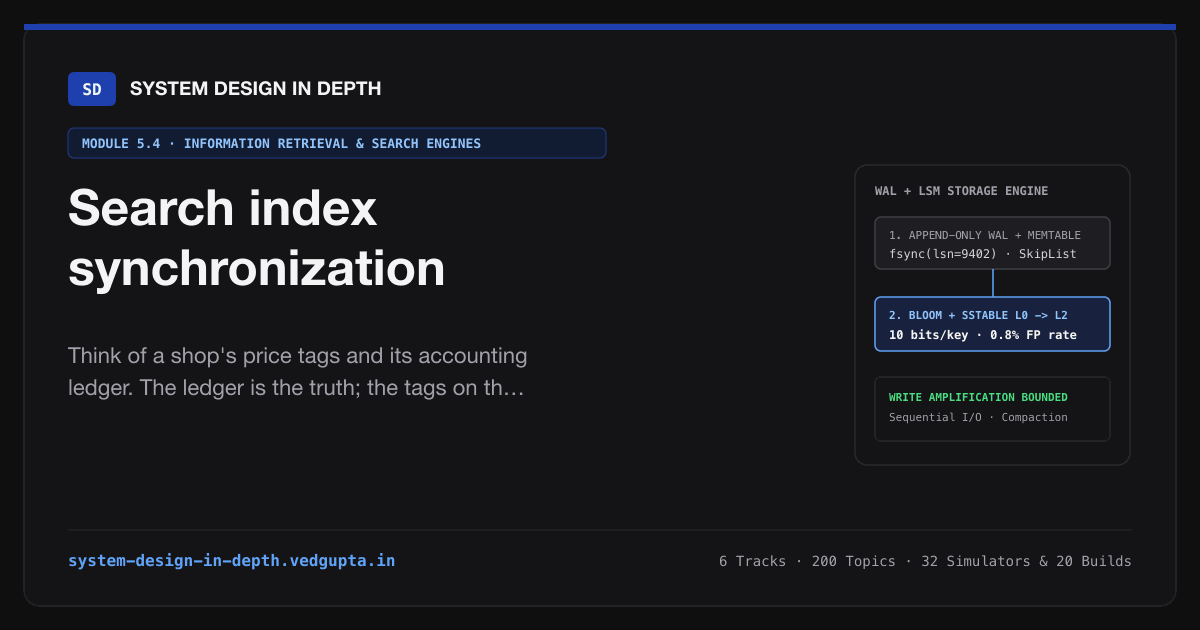 SD
SYSTEM DESIGN IN DEPTH
MODULE 5.4 · INFORMATION RETRIEVAL & SEARCH ENGINES
Search index
synchronization
Think of a shop's price tags and its accounting
ledger. The ledger is the truth; the tags on th…
WAL + LSM STORAGE ENGINE
1. APPEND-ONLY WAL + MEMTABLE
fsync(lsn=9402) · SkipList
2. BLOOM + SSTABLE L0 -> L2
10 bits/key · 0.8% FP rate
WRITE AMPLIFICATION BOUNDED
Sequential I/O · Compaction
system-design-in-depth.vedgupta.in
6 Tracks · 200 Topics · 32 Simulators & 20 Builds